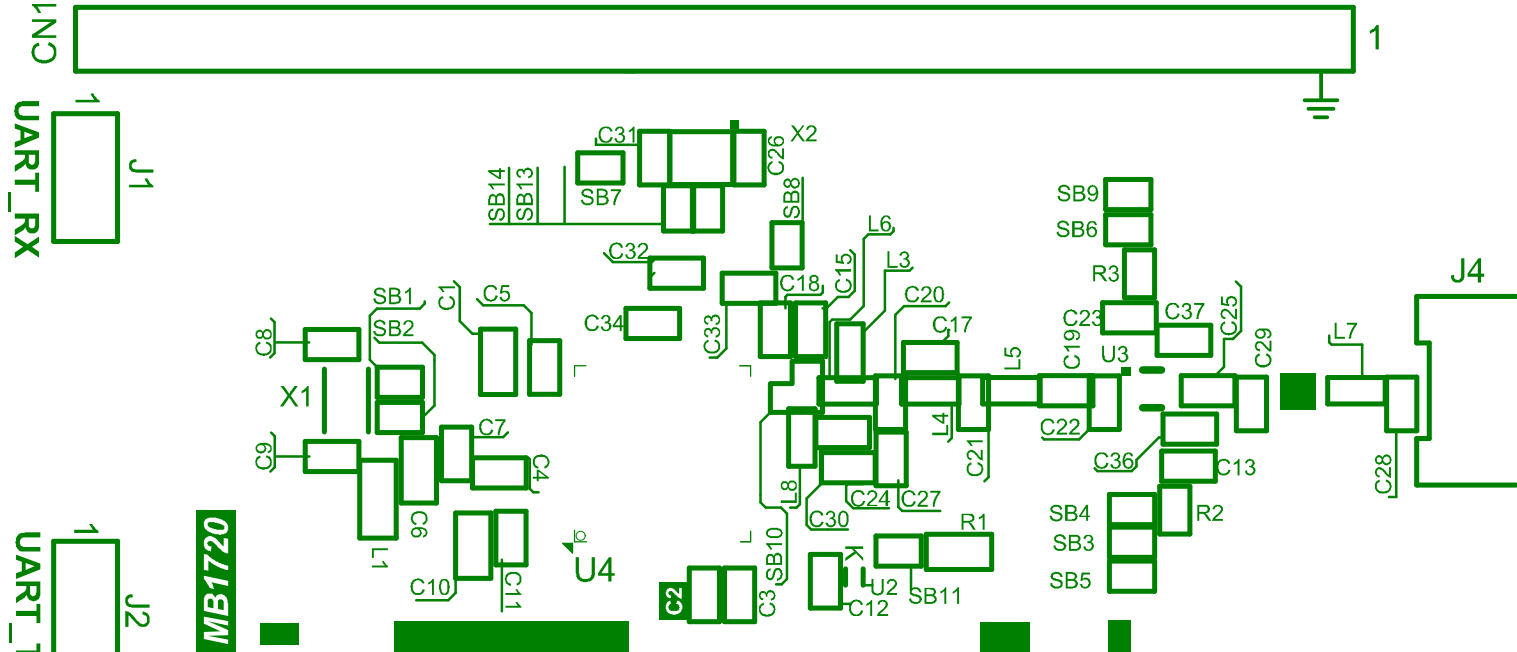 CN1
1
1
UART_RX
J1
C31
X2
C26
SB14
SB13
SB7
SB8
SB9
SB6
L6
C32
L3
C15
R3
J4
SB1
C1
C5
C18
C20
C37
C25
C23
SB2
C34
C33
C17
L5
C19
U3
C29
L7
C8
X1
C7
L4
C22
C9
C4
C21
C36
C13
C28
L8
C24
C27
C30
C6
R1
SB4
R2
1
UART_
MB1720
L1
SB10
K
SB3
U4
SB5
C10
C11
C2
C3
U2
SB11
C12
J2